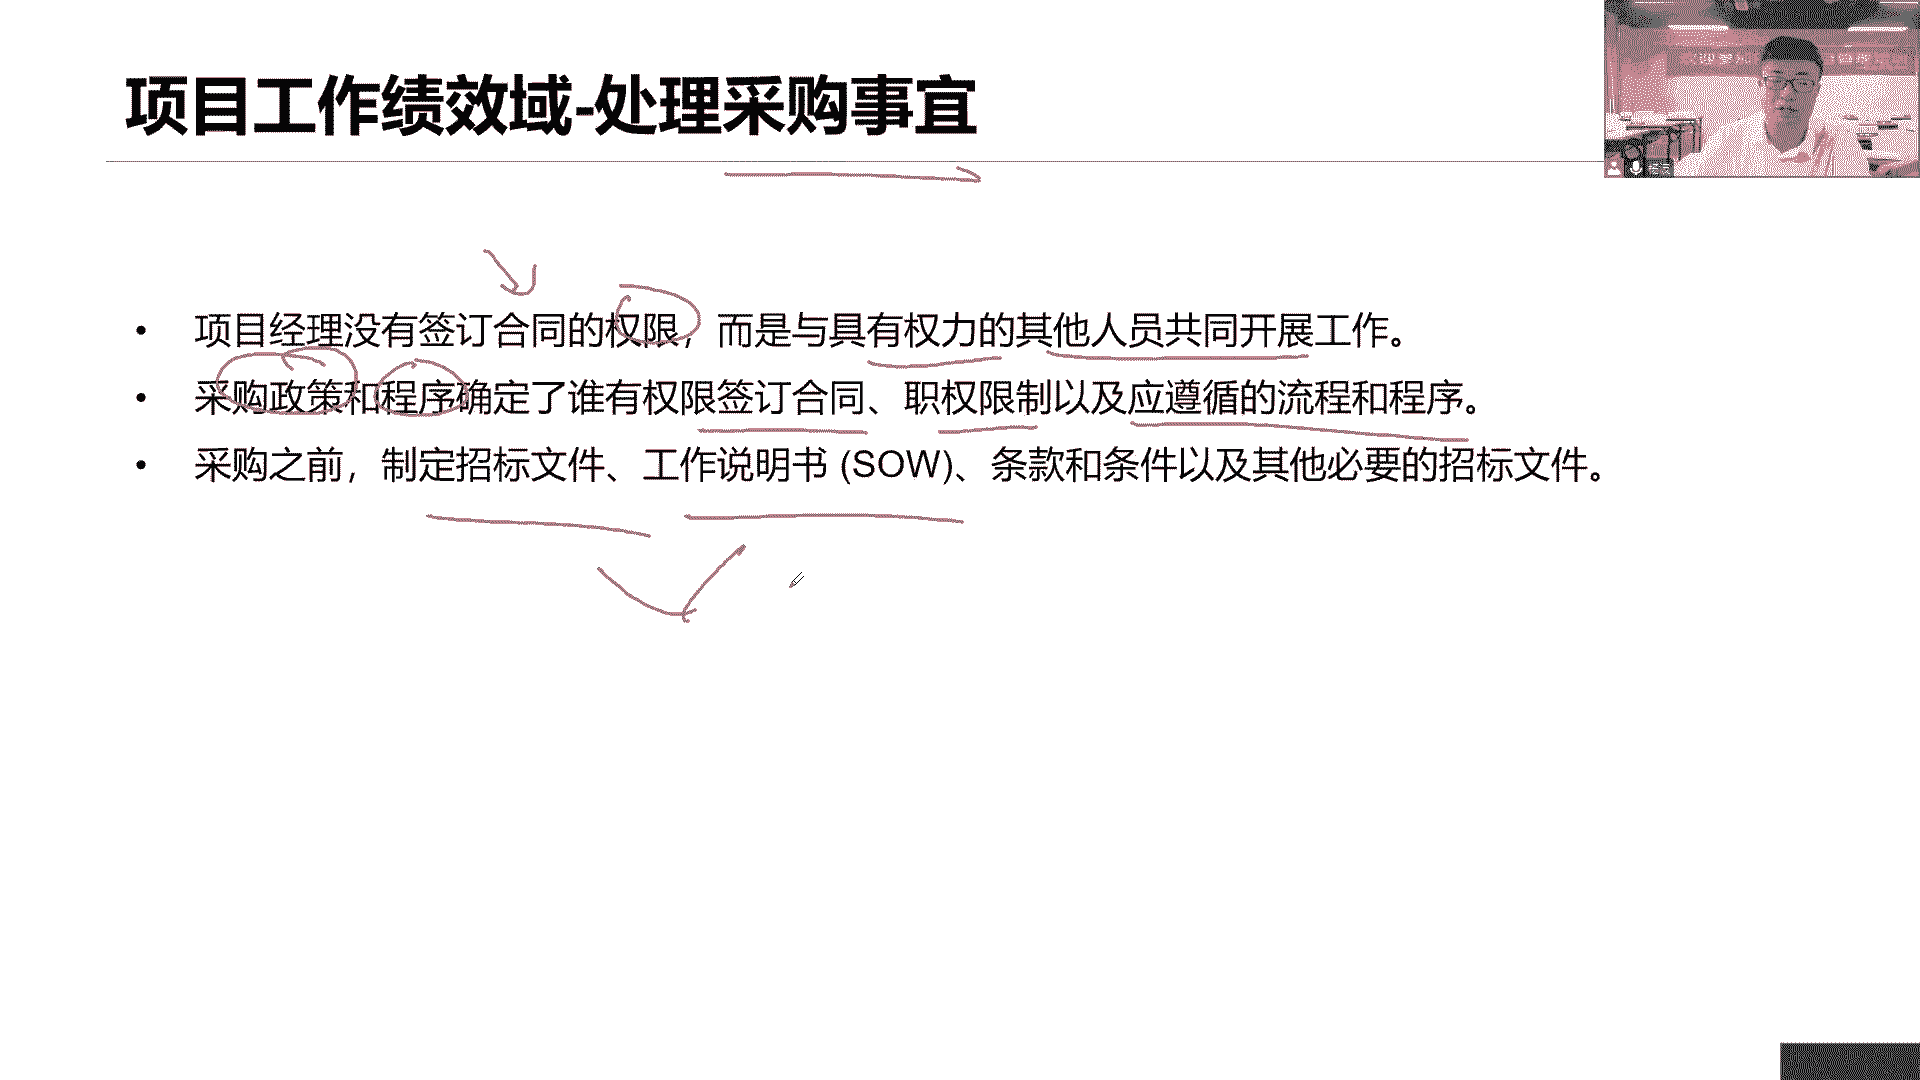 项目工作绩效域-处理采购事宜
• 项目经理没有签订合同的权限，而是与具有权力的其他人员共同开展工作。
• 采购政策和程序确定了谁有权限签订合同、职权限制以及应遵循的流程和程序。
• 采购之前，制定招标文件、工作说明书 (SOW)、条款和条件以及其他必要的招标文件。